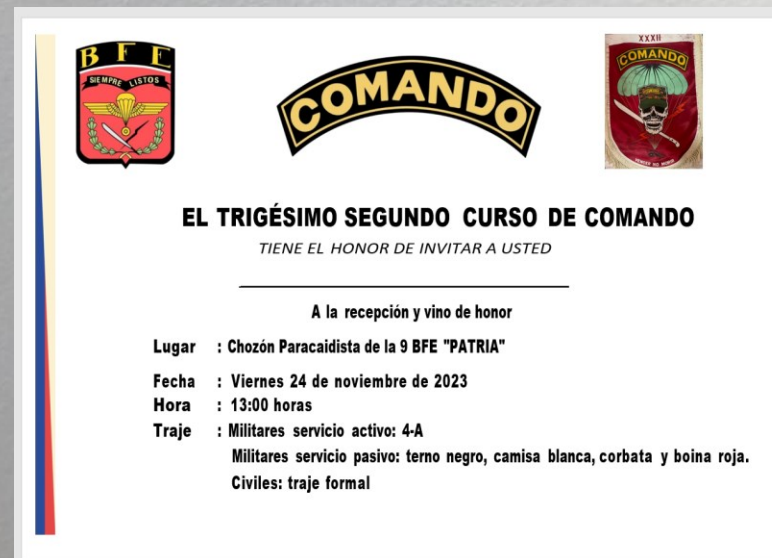 BFE
SIEMPRE LISTOS
COMANDO
XXXII
COMANDO
EL TRIGÉSIMO SEGUNDO CURSO DE COMANDO
TIENE EL HONOR DE INVITAR A USTED
A la recepción y vino de honor
Lugar : Chozón Paracaidista de la 9 BFE "PATRIA"
Fecha : Viernes 24 de noviembre de 2023
Hora : 13:00 horas
Traje : Militares servicio activo: 4-A
Militares servicio pasivo: terno negro, camisa blanca, corbata y boina roja.
Civiles: traje formal